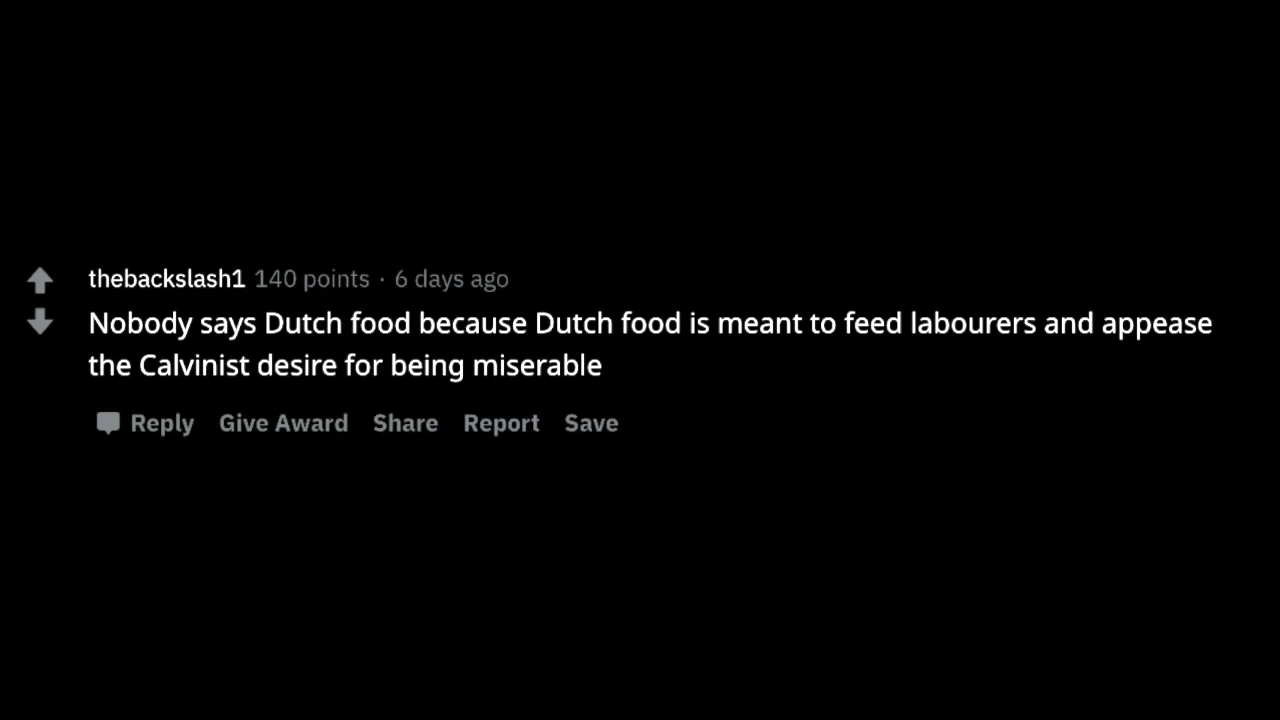 thebackslash1 140 points · 6 days ago
Nobody says Dutch food because Dutch food is meant to feed labourers and appease
the Calvinist desire for being miserable
Reply Give Award Share Report Save